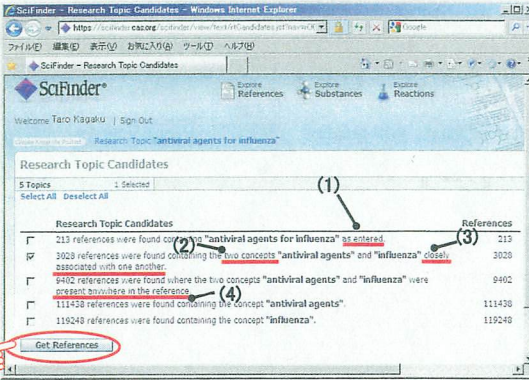 SciFinder - Research Topic Candidates - Windows Internet Explorer
Google
ファイル(F) 編集(E) 表示(V) お気に入り(A) ツール(T) ヘルプ(H)
SciFinder - Research Topic Candidates
SciFinder®
Explore References
Explore Substances
Explore Reactions
Welcome Taro Kagaku | Sign Out
Research Topic "antiviral agents for influenza"
Research Topic Candidates
5 Topics 1 Selected
Select All Deselect All
(1)
Research Topic Candidates References
213 references were found containing "antiviral agents for influenza" as entered. 213
(2) (3)
3028 references were found containing the two concepts "antiviral agents" and "influenza" closely 3028
associated with one another.
9402 references were found where the two concepts "antiviral agents" and "influenza" were 9402
present anywhere in the reference. (4)
111438 references were found containing the concept "antiviral agents". 111438
119248 references were found containing the concept "influenza". 119248
Get References